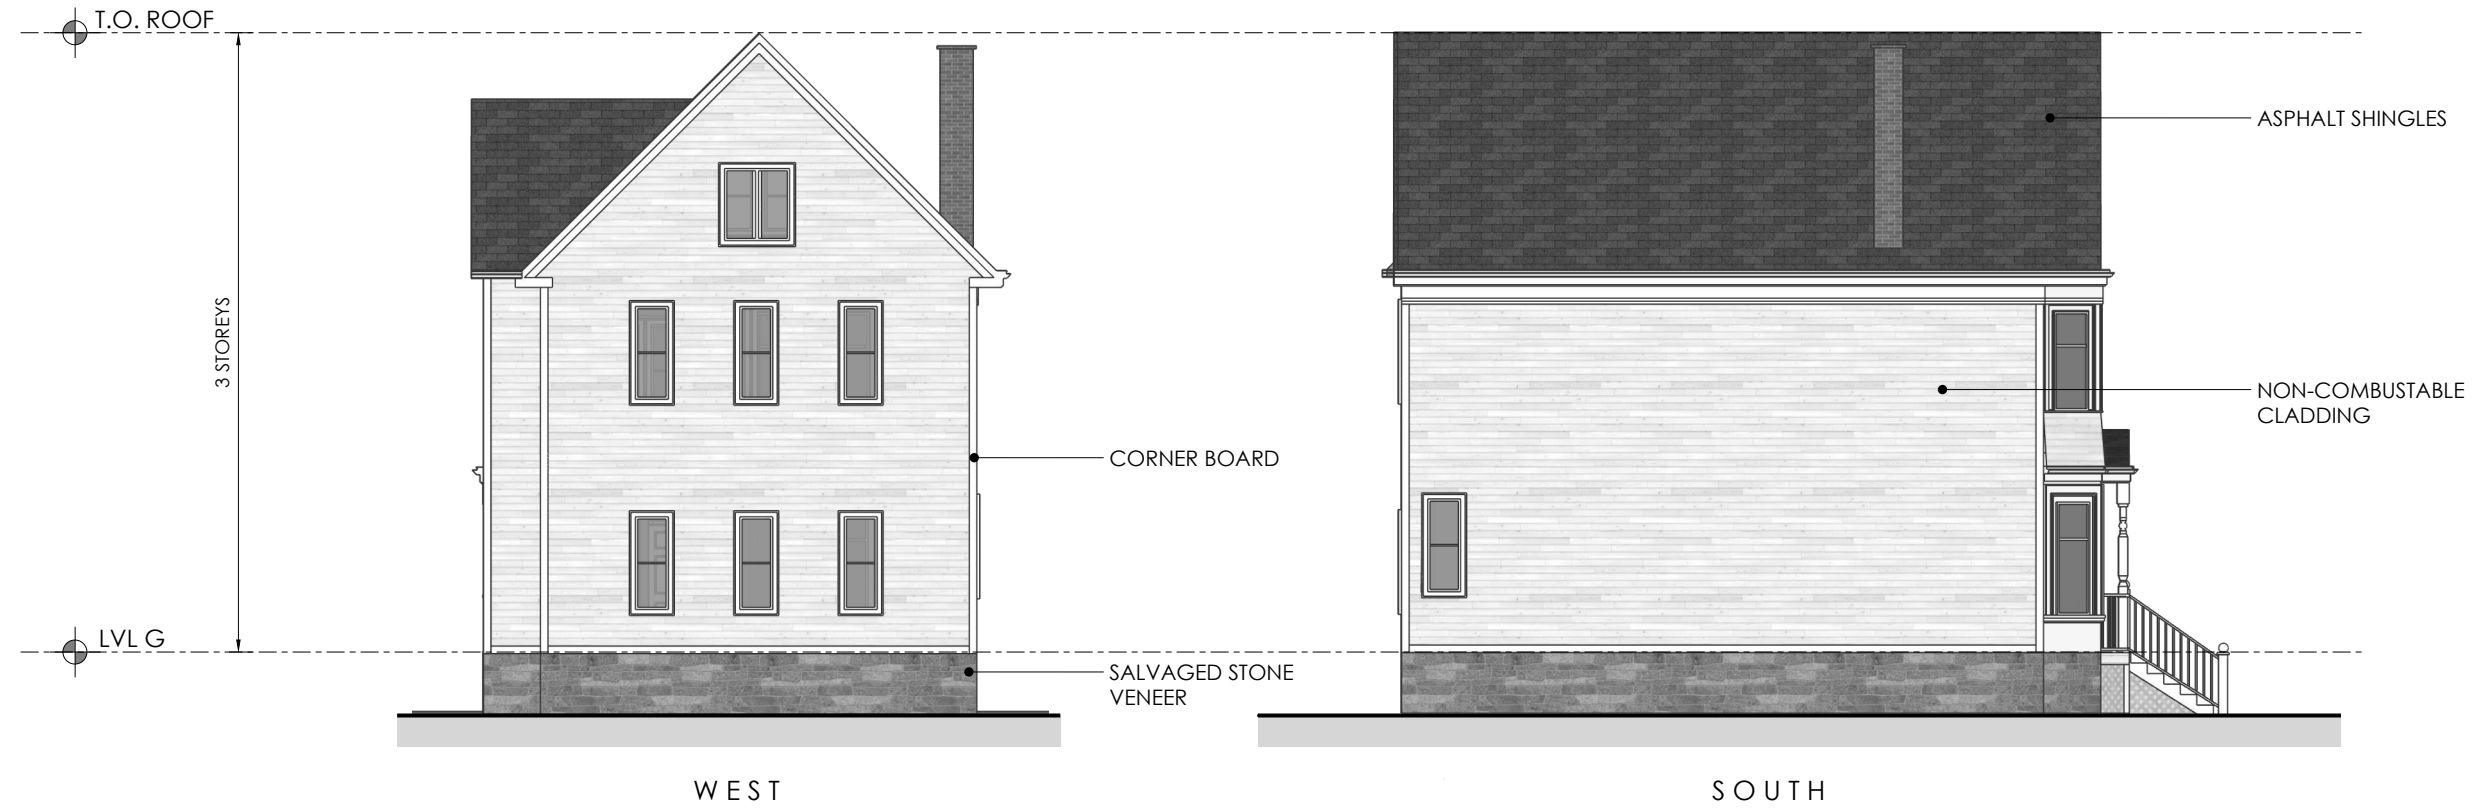 T.O. ROOF
ASPHALT SHINGLES
3 STOREYS
NON-COMBUSTABLE
CLADDING
CORNER BOARD
LVL G
SALVAGED STONE
VENEER
WEST
SOUTH